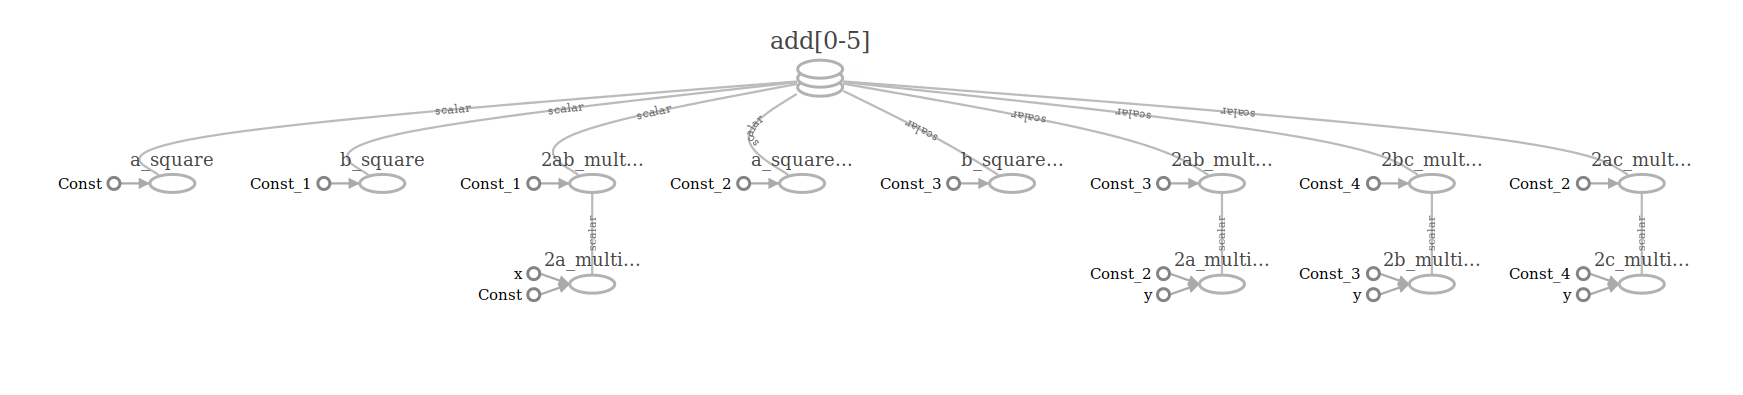 add[0-5]
scalar scalar scalar scalar scalar scalar scalar scalar
a_square b_square 2ab_mult... a_square... b_square... 2ab_mult... 2bc_mult... 2ac_mult...
Const Const_1 Const_1 Const_2 Const_3 Const_3 Const_4 Const_2
scalar scalar scalar scalar
2a_multi... 2a_multi... 2b_multi... 2c_multi...
x Const_2 Const_3 Const_4
Const y y y